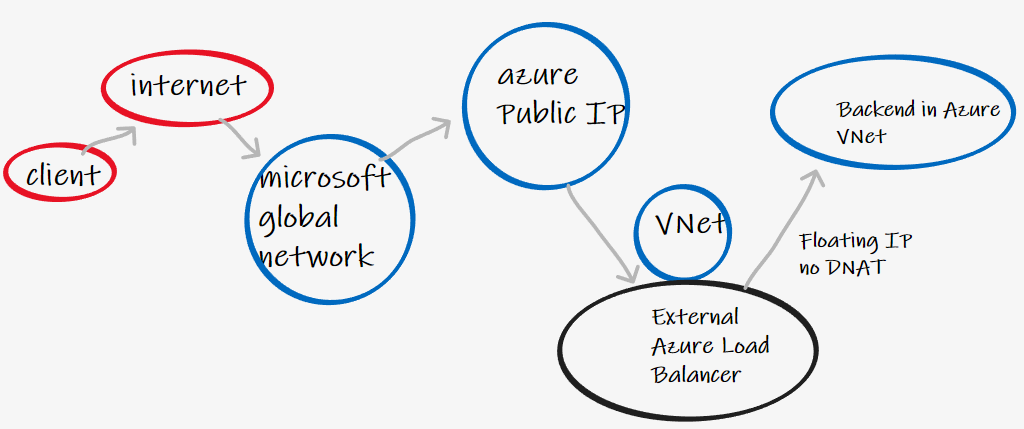 internet
client
microsoft
global
network
azure
Public IP
VNet
External
Azure Load
Balancer
Floating IP
no DNAT
Backend in Azure
VNet